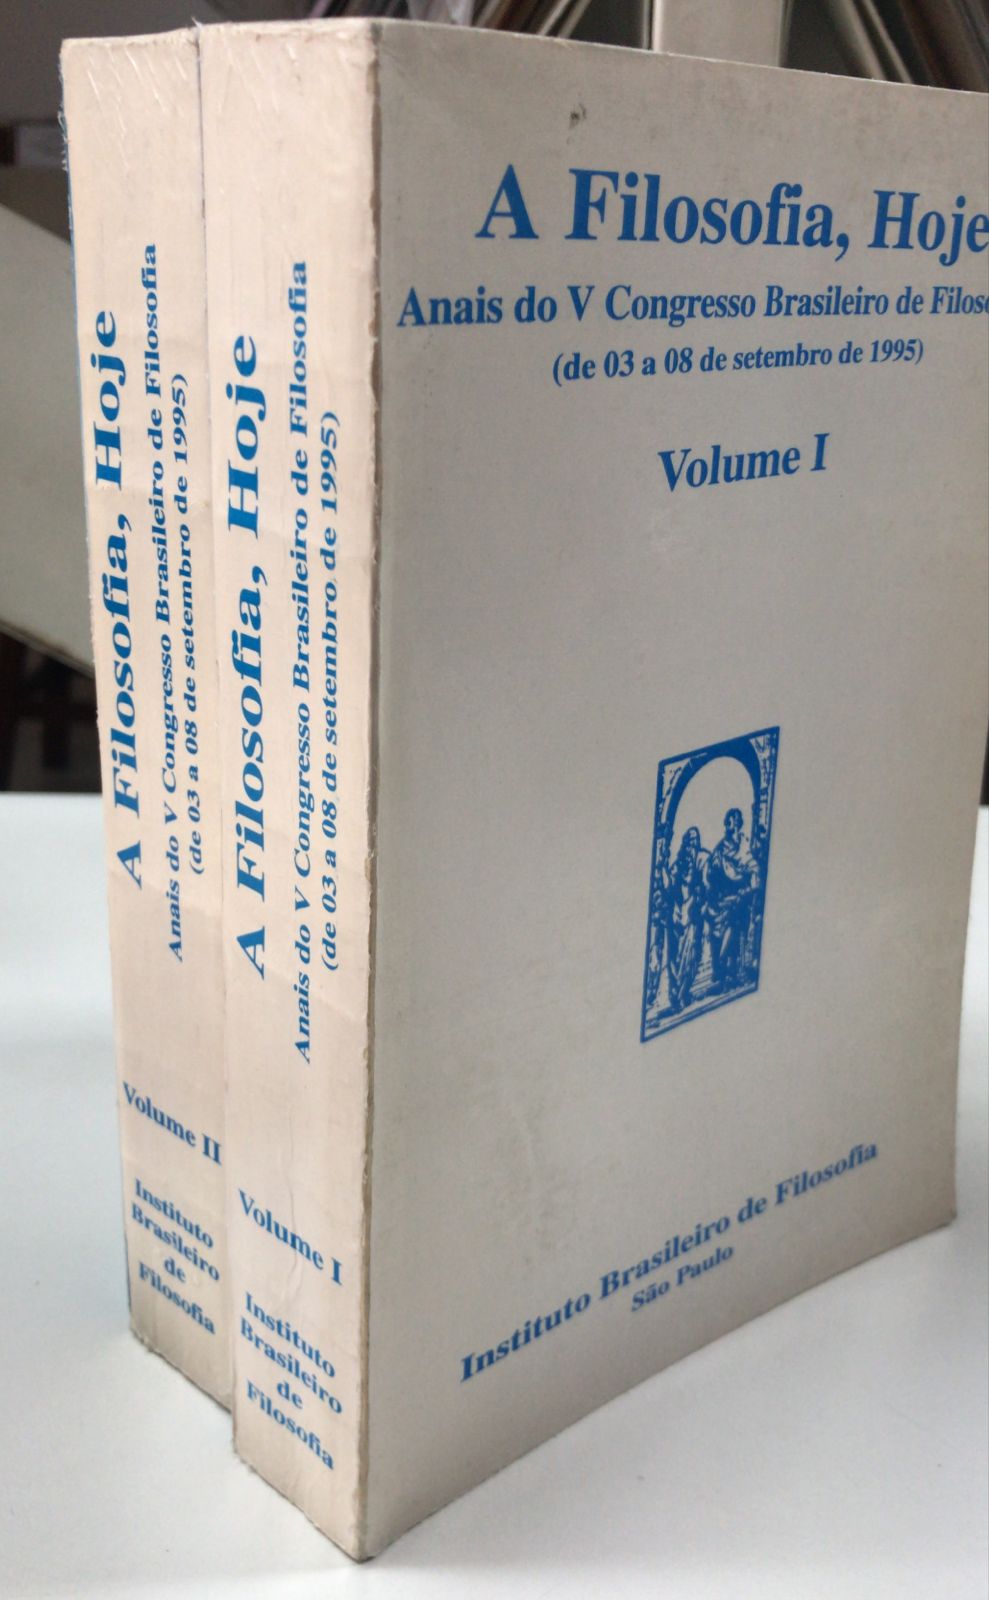 A Filosofia, Hoje
Anais do V Congresso Brasileiro de Filosofia
(de 03 a 08 de setembro de 1995)
Volume II
Instituto
Brasileiro
de
Filosofia
A Filosofia, Hoje
Anais do V Congresso Brasileiro de Filosofia
(de 03 a 08 de setembro de 1995)
Volume I
Instituto
Brasileiro
de
Filosofia
A Filosofia, Hoje
Anais do V Congresso Brasileiro de Filoso
(de 03 a 08 de setembro de 1995)
Volume I
Instituto Brasileiro de Filosofia
São Paulo